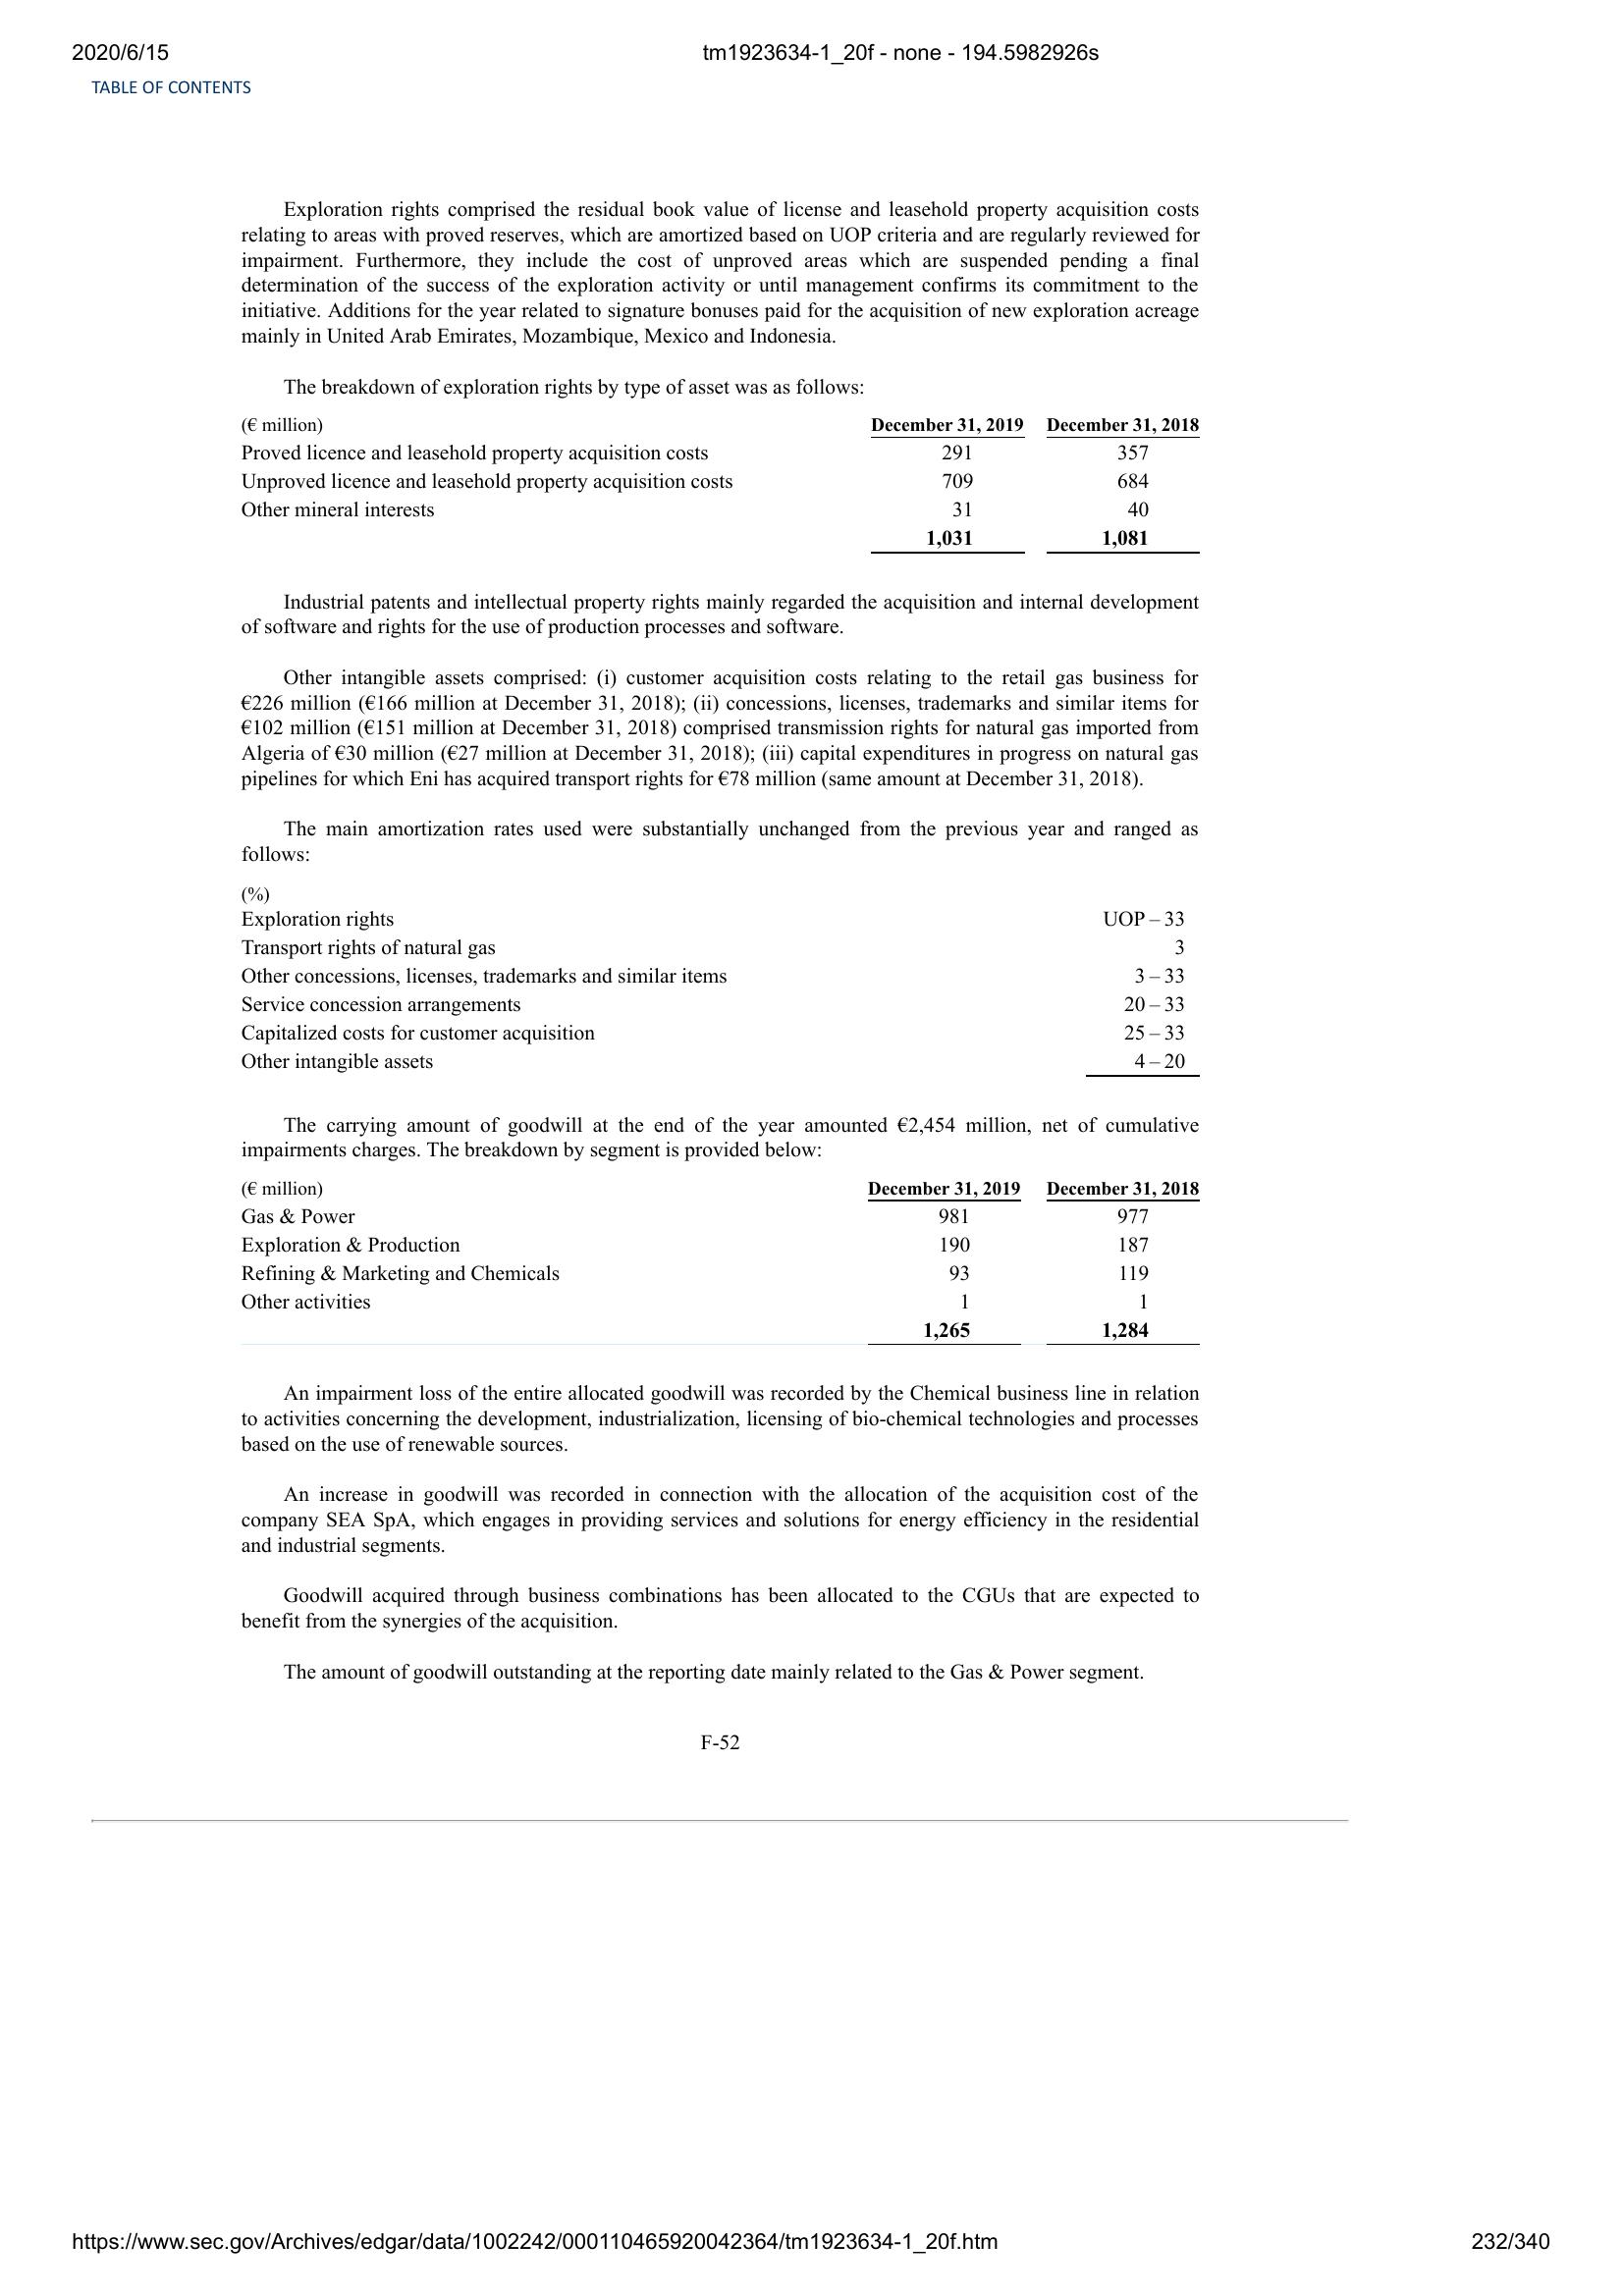 2020/6/15 tm1923634-1_20f - none - 194.5982926s
TABLE OF CONTENTS
Exploration rights comprised the residual book value of license and leasehold property acquisition costs
relating to areas with proved reserves, which are amortized based on UOP criteria and are regularly reviewed for
impairment. Furthermore, they include the cost of unproved areas which are suspended pending a final
determination of the success of the exploration activity or until management confirms its commitment to the
initiative. Additions for the year related to signature bonuses paid for the acquisition of new exploration acreage
mainly in United Arab Emirates, Mozambique, Mexico and Indonesia.
The breakdown of exploration rights by type of asset was as follows:
(€ million) December 31, 2019 December 31, 2018
Proved licence and leasehold property acquisition costs 291 357
Unproved licence and leasehold property acquisition costs 709 684
Other mineral interests 31 40
1,031 1,081
Industrial patents and intellectual property rights mainly regarded the acquisition and internal development
of software and rights for the use of production processes and software.
Other intangible assets comprised: (i) customer acquisition costs relating to the retail gas business for
€226 million (€166 million at December 31, 2018); (ii) concessions, licenses, trademarks and similar items for
€102 million (€151 million at December 31, 2018) comprised transmission rights for natural gas imported from
Algeria of €30 million (€27 million at December 31, 2018); (iii) capital expenditures in progress on natural gas
pipelines for which Eni has acquired transport rights for €78 million (same amount at December 31, 2018).
The main amortization rates used were substantially unchanged from the previous year and ranged as
follows:
(%)
Exploration rights UOP – 33
Transport rights of natural gas 3
Other concessions, licenses, trademarks and similar items 3 – 33
Service concession arrangements 20 – 33
Capitalized costs for customer acquisition 25 – 33
Other intangible assets 4 – 20
The carrying amount of goodwill at the end of the year amounted €2,454 million, net of cumulative
impairments charges. The breakdown by segment is provided below:
(€ million) December 31, 2019 December 31, 2018
Gas & Power 981 977
Exploration & Production 190 187
Refining & Marketing and Chemicals 93 119
Other activities 1 1
1,265 1,284
An impairment loss of the entire allocated goodwill was recorded by the Chemical business line in relation
to activities concerning the development, industrialization, licensing of bio-chemical technologies and processes
based on the use of renewable sources.
An increase in goodwill was recorded in connection with the allocation of the acquisition cost of the
company SEA SpA, which engages in providing services and solutions for energy efficiency in the residential
and industrial segments.
Goodwill acquired through business combinations has been allocated to the CGUs that are expected to
benefit from the synergies of the acquisition.
The amount of goodwill outstanding at the reporting date mainly related to the Gas & Power segment.
F-52
https://www.sec.gov/Archives/edgar/data/1002242/000110465920042364/tm1923634-1_20f.htm 232/340